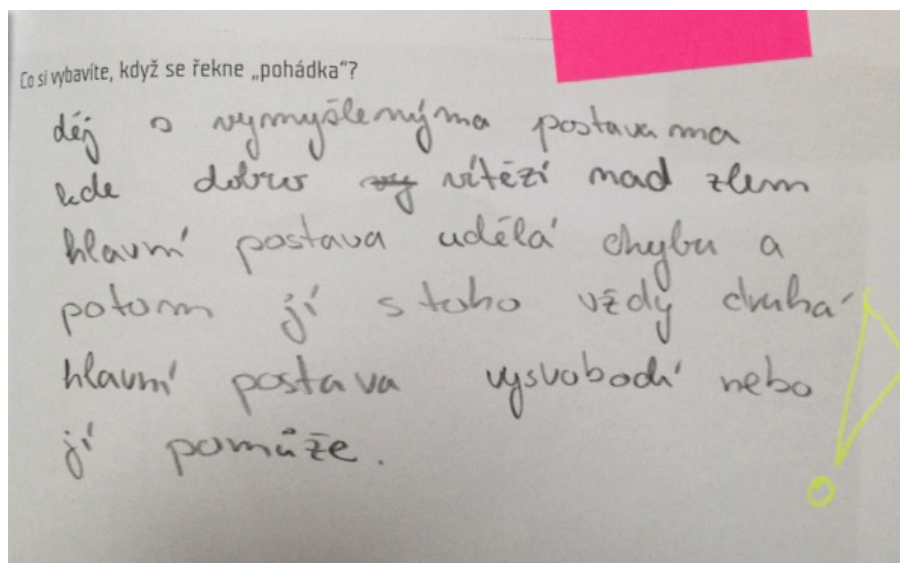 Co si vybavíte, když se řekne „pohádka“?
děj s vymyšlenýma postavama
kde dobro vítězí nad zlem
hlavní postava udělá chybu a
potom jí s toho vždy druhá
hlavní postava vysvobodí nebo
jí pomůže.